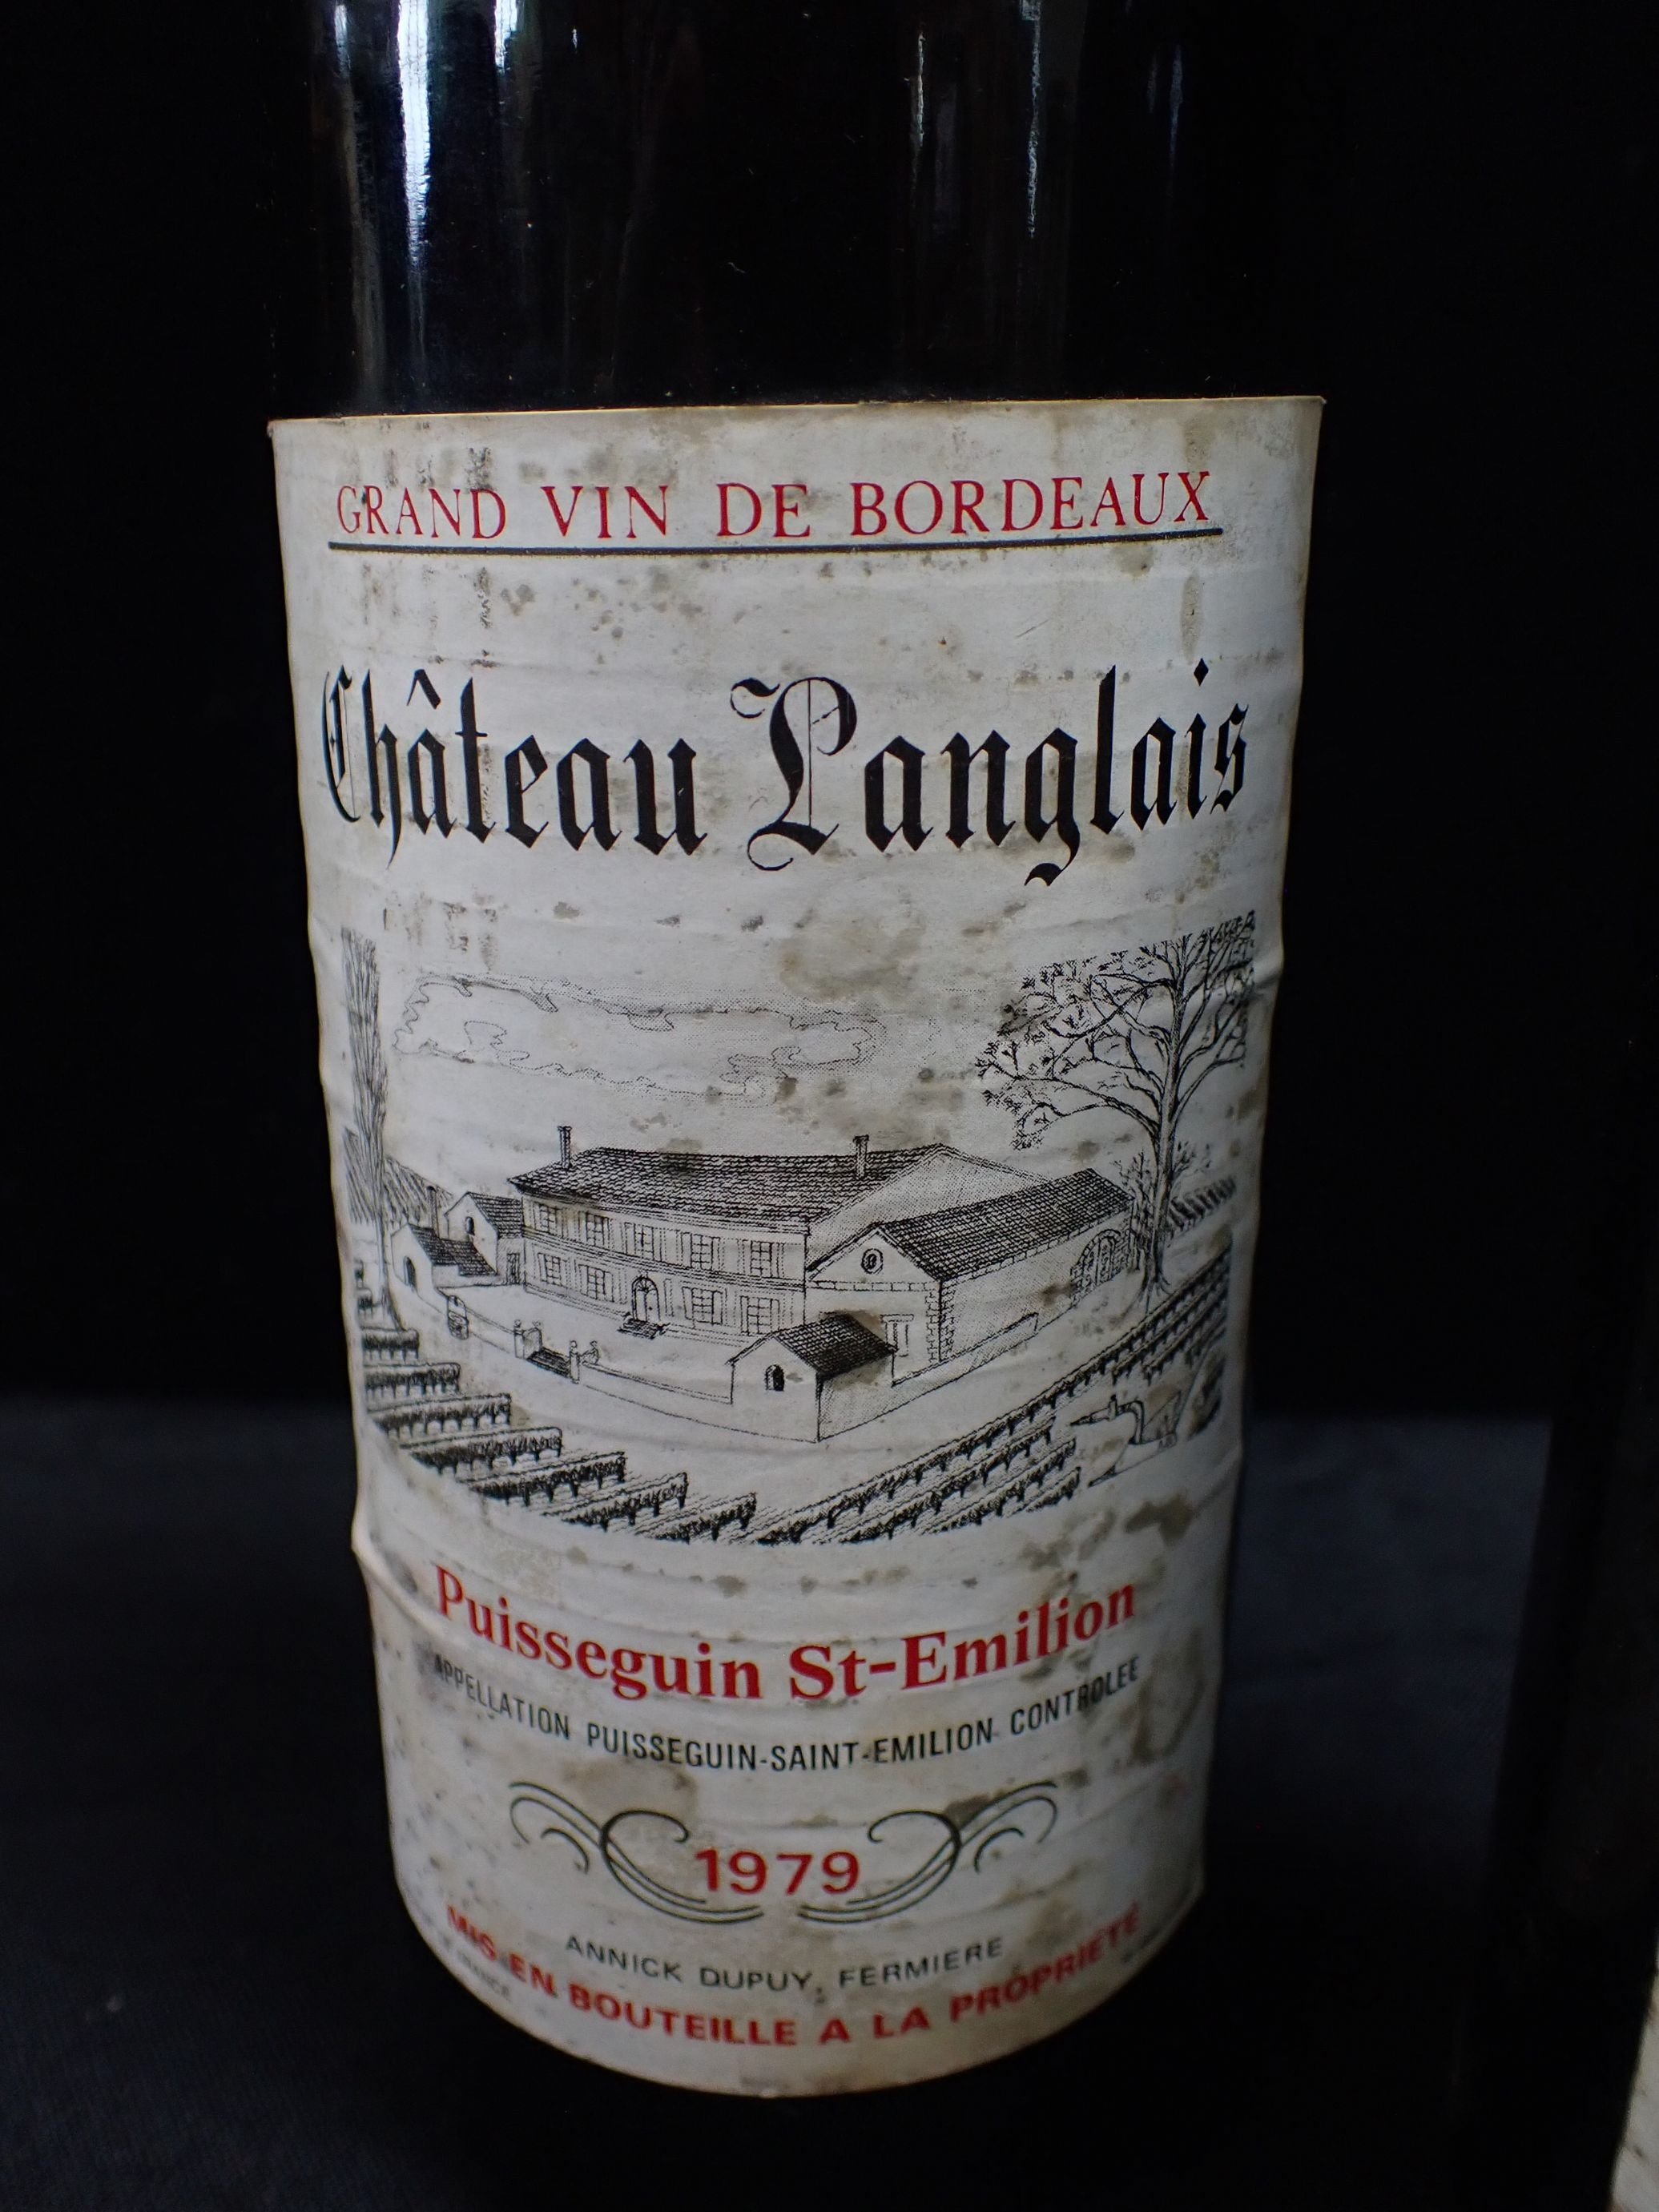 GRAND VIN DE BORDEAUX
Château Langlais
Puisseguin St-Emilion
APPELLATION PUISSEGUIN-SAINT-EMILION CONTROLEE
1979
ANNICK DUPUY, FERMIERE
MIS EN BOUTEILLE A LA PROPRIÉTÉ